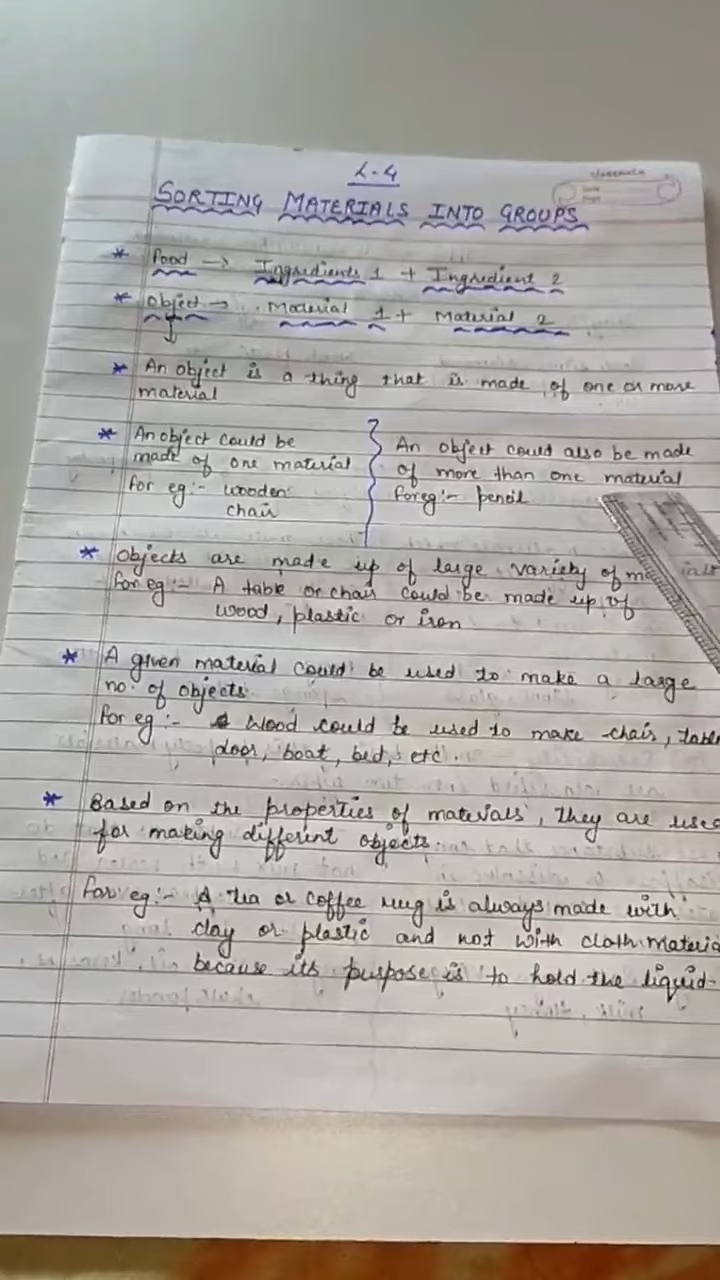 L-4
SORTING MATERIALS INTO GROUPS
* Food → Ingredients 1 + Ingredient 2
* Object → Material 1 + Material 2
* An object is a thing that is made of one or more
material
* An object could be
made of one material
for eg:- wooden
chair
An object could also be made
of more than one material
for eg:- pencil
* Objects are made up of large variety of
for eg:- A table or chair could be made up of
wood, plastic or iron
* A given material could be used to make a large
no. of objects.
for eg:- wood could be used to make chair, table
door, boat, bed, etc.
* Based on the properties of materials, they are used
for making different objects.
for eg:- A tea or coffee mug is always made with
clay or plastic and not with cloth materia
because its purpose is to hold the liquid-